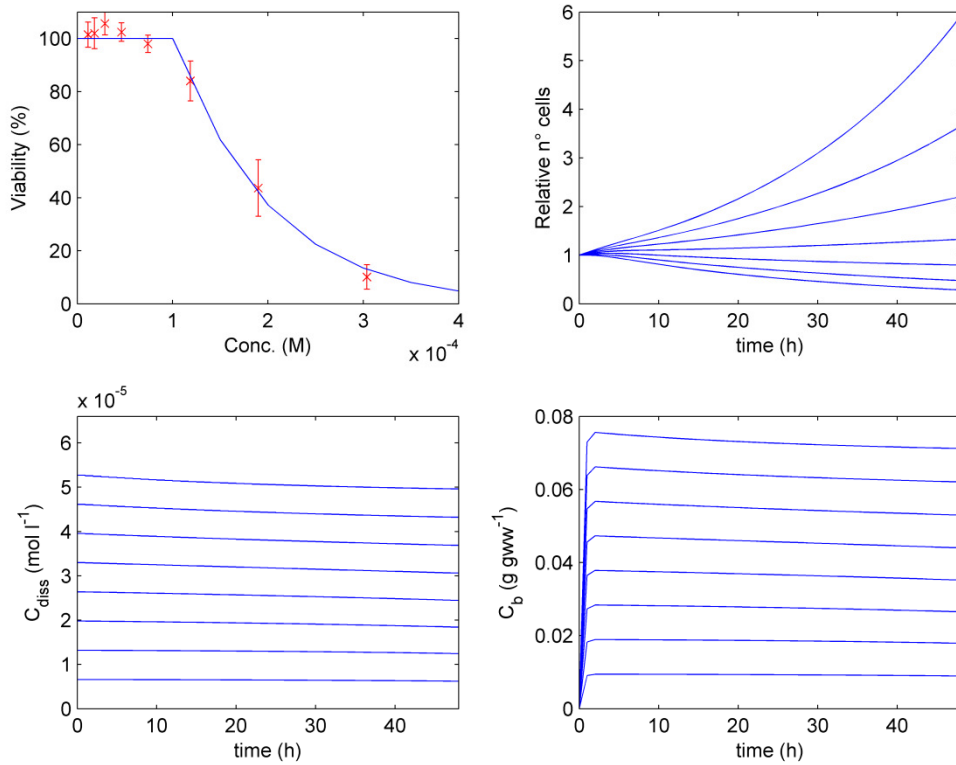 100
80
60
40
20
0
Viability (%)
0 1 2 3 4
Conc. (M)
x 10⁻⁴
6
5
4
3
2
1
0
Relative n° cells
0 10 20 30 40
time (h)
x 10⁻⁵
6
5
4
3
2
1
0
C_diss (mol l⁻¹)
0 10 20 30 40
time (h)
0.08
0.06
0.04
0.02
0
C_b (g gww⁻¹)
0 10 20 30 40
time (h)